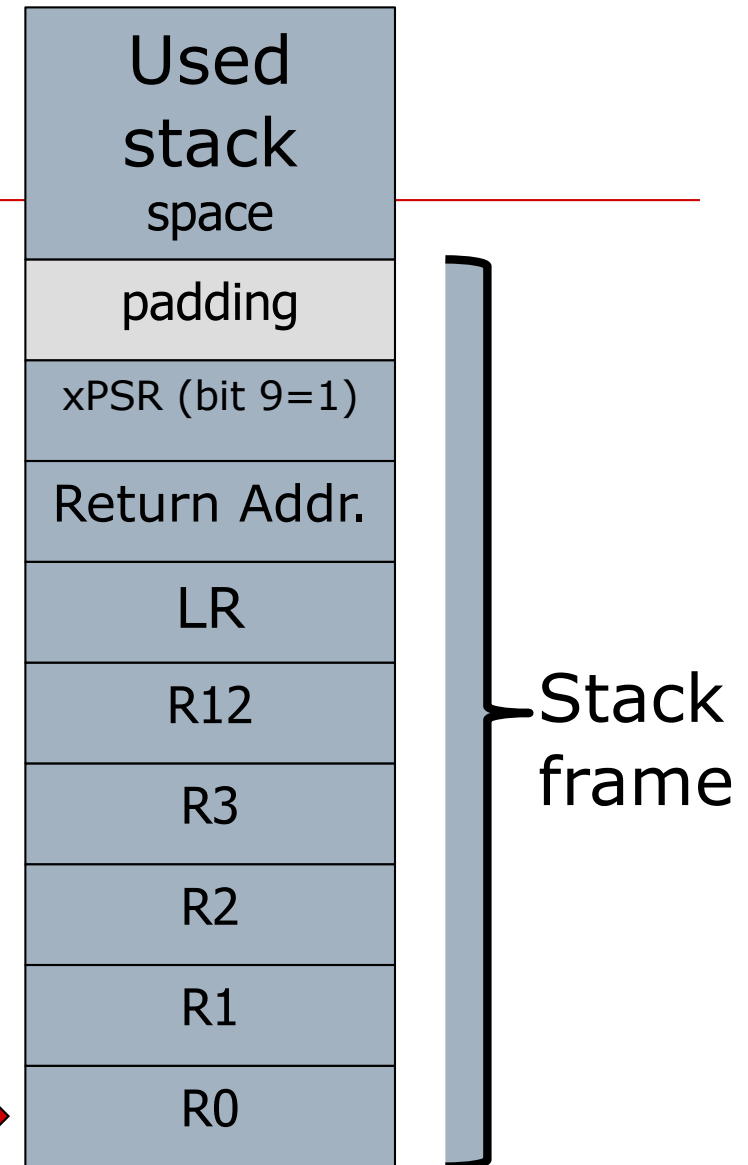 Used
stack
space
padding
xPSR (bit 9=1)
Return Addr.
LR
R12
R3
R2
R1
R0
Stack
frame